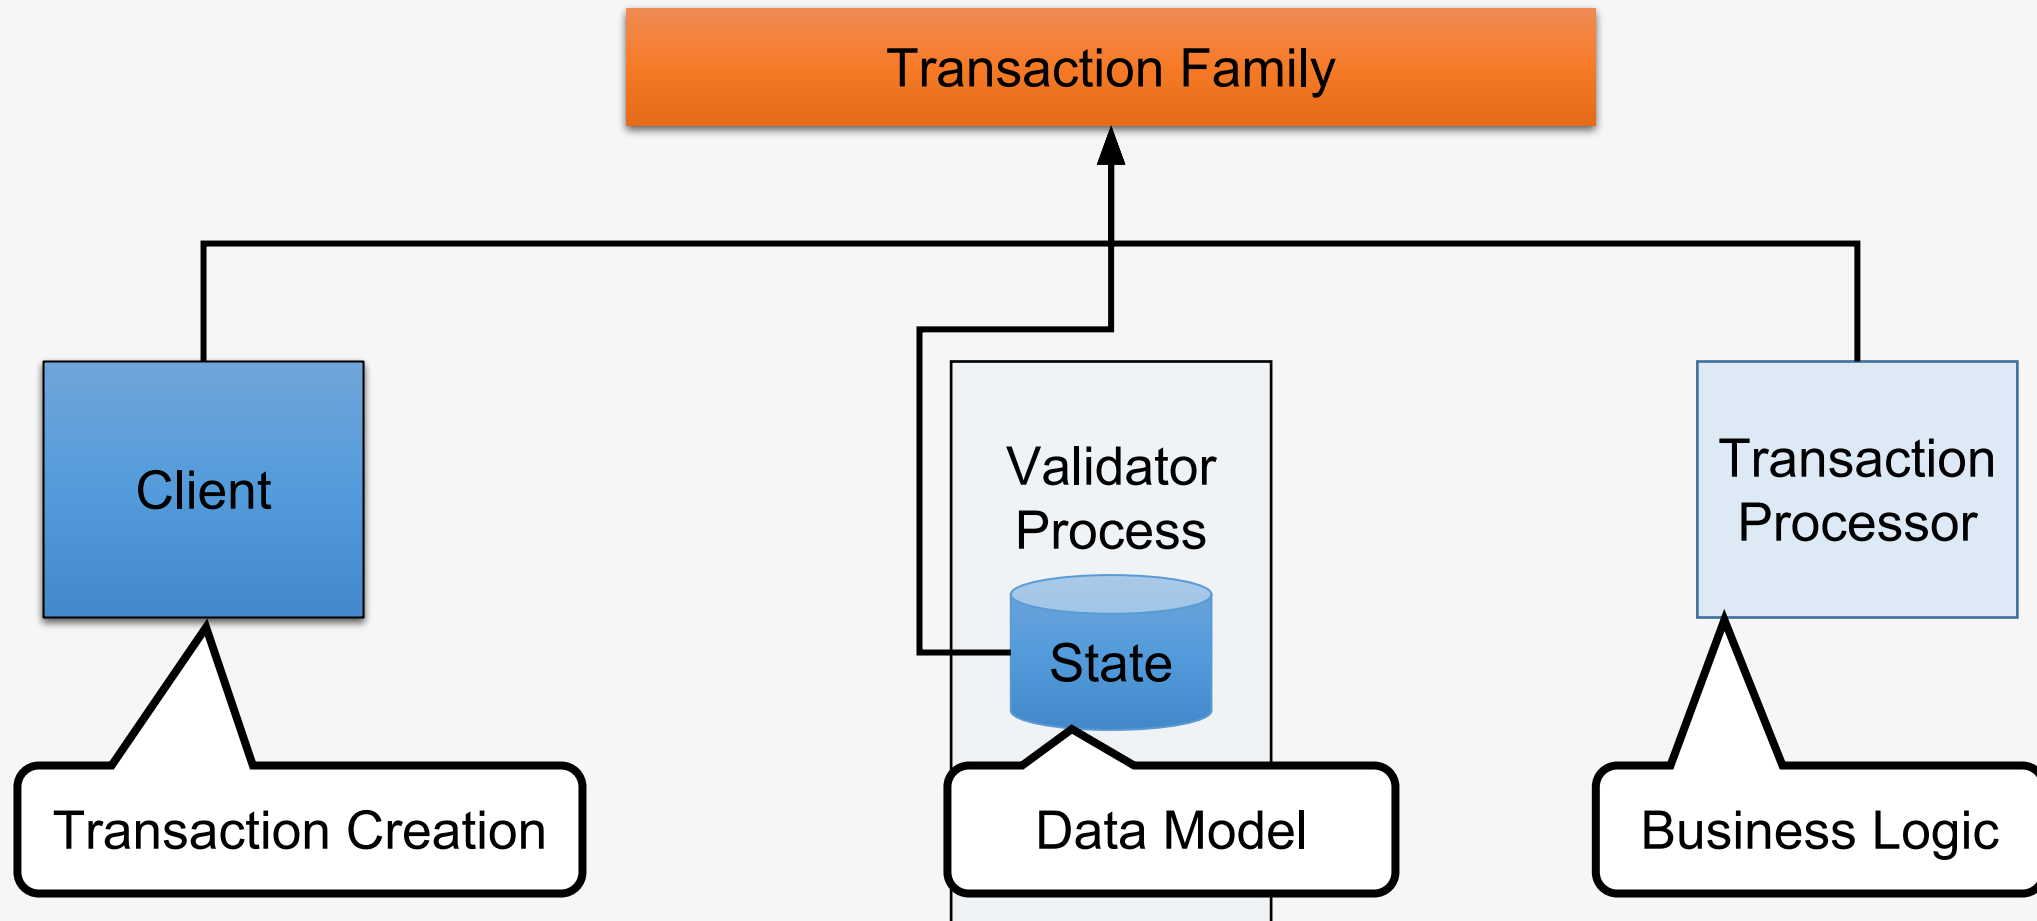 Transaction Family
Client
Validator
Process
State
Transaction
Processor
Transaction Creation
Data Model
Business Logic